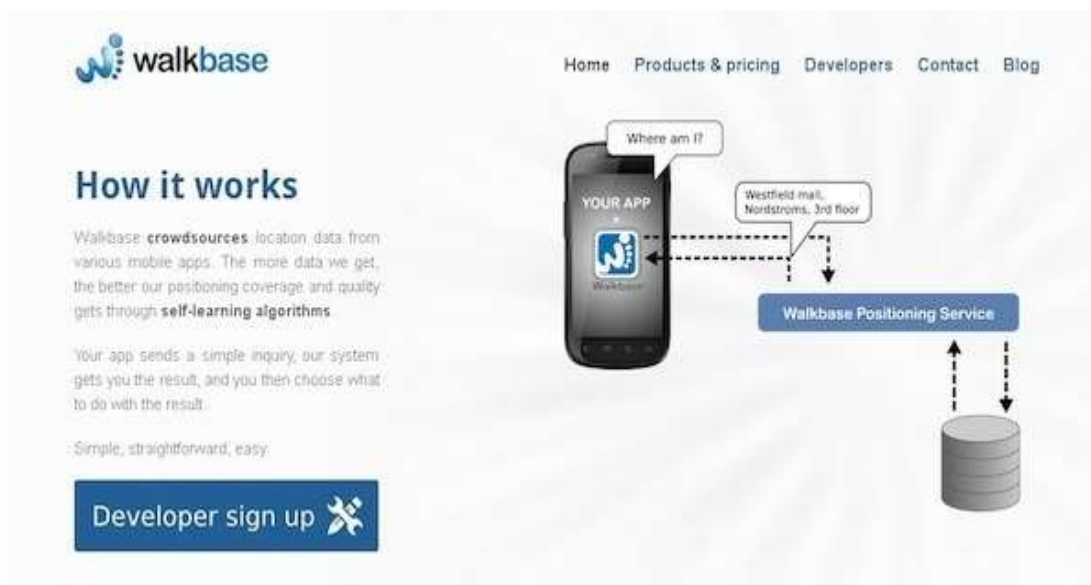 walkbase
Home Products & pricing Developers Contact Blog
How it works
Walkbase crowdsources location data from
various mobile apps. The more data we get,
the better our positioning coverage and quality
gets through self-learning algorithms
Your app sends a simple inquiry, our system
gets you the result, and you then choose what
to do with the result.
Simple, straightforward, easy.
Developer sign up
Where am I?
YOUR APP
Walkbase
Westfield mall,
Nordstroms, 3rd floor
Walkbase Positioning Service